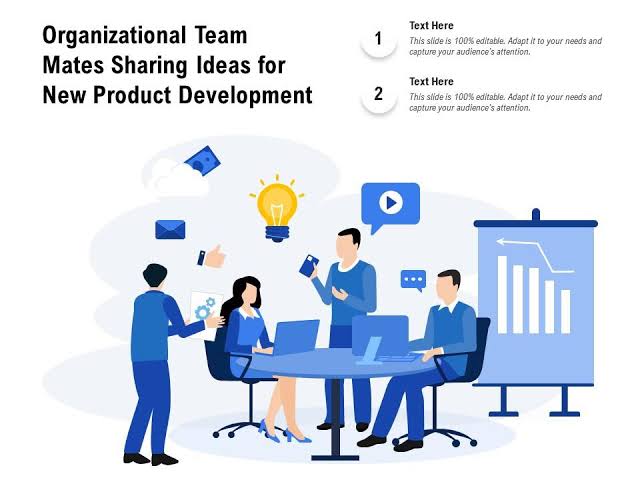 Organizational Team
Mates Sharing Ideas for
New Product Development
1
Text Here
This slide is 100% editable. Adapt it to your needs and
capture your audience's attention.
2
Text Here
This slide is 100% editable. Adapt it to your needs and
capture your audience's attention.